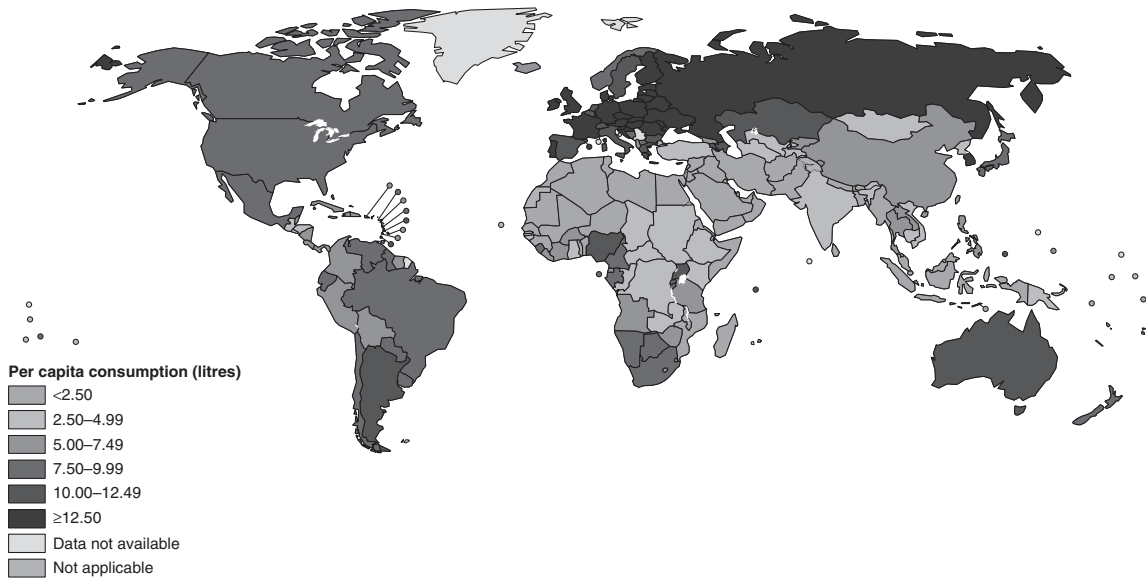 Per capita consumption (litres)
<2.50
2.50–4.99
5.00–7.49
7.50–9.99
10.00–12.49
≥12.50
Data not available
Not applicable